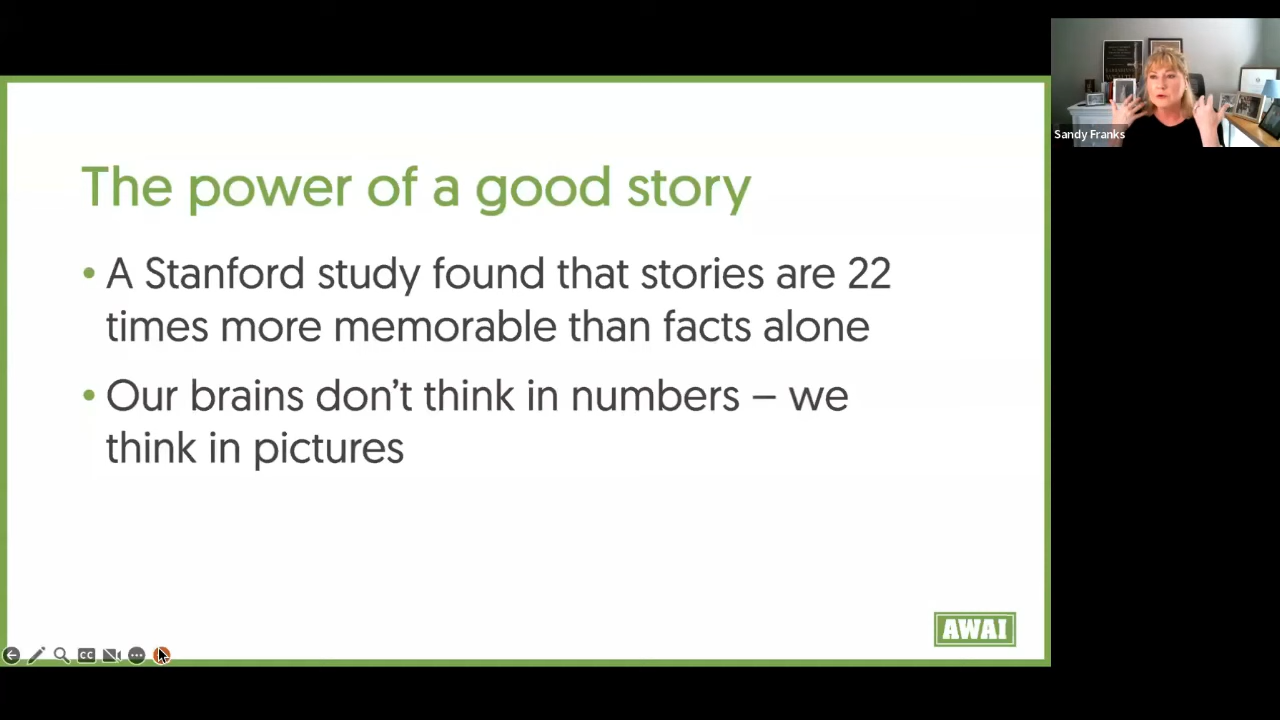 The power of a good story
• A Stanford study found that stories are 22
times more memorable than facts alone
• Our brains don’t think in numbers – we
think in pictures
AWAI
CC
Sandy Franks